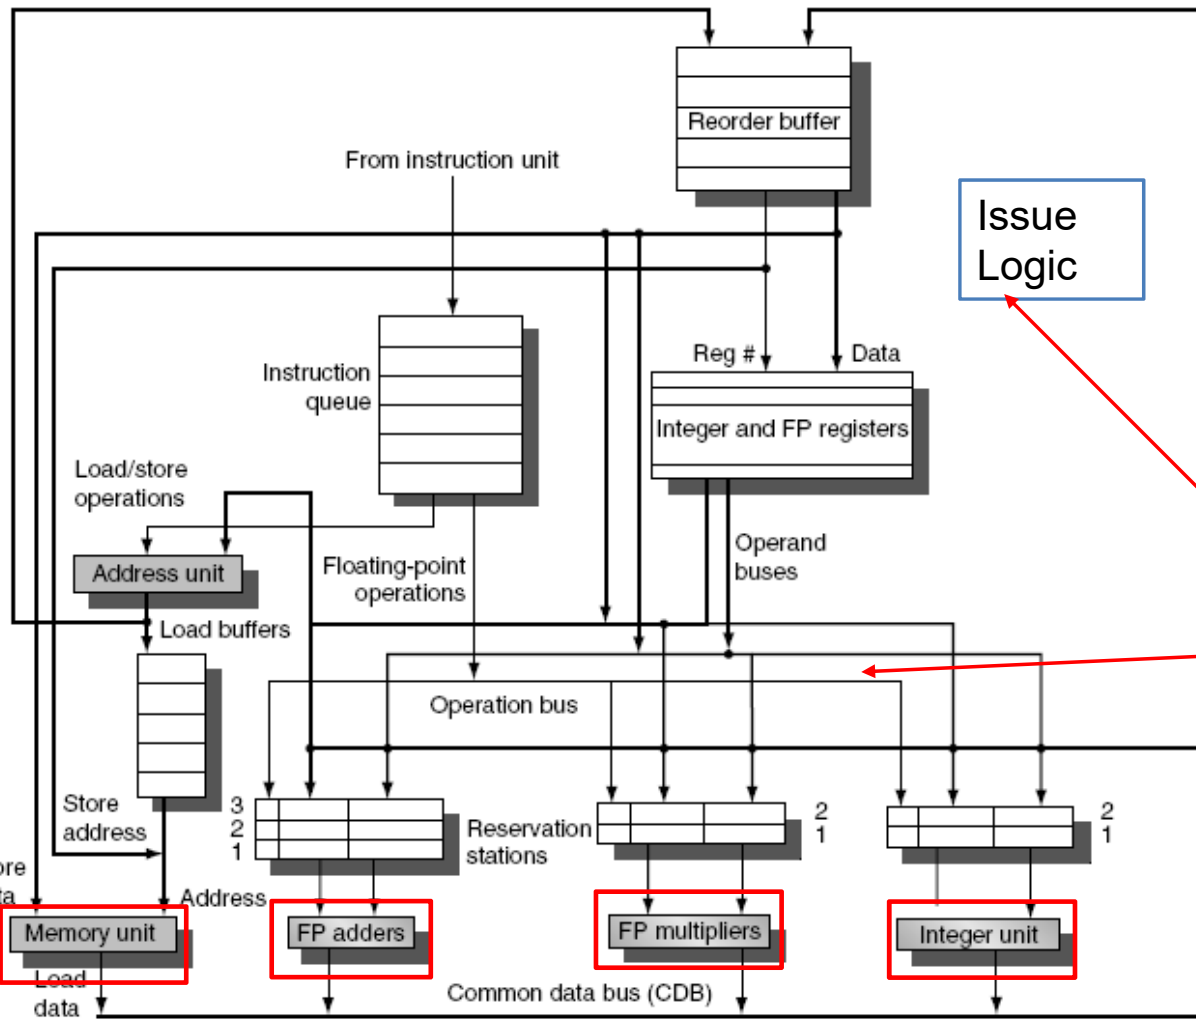 Reorder buffer
From instruction unit
Issue
Logic
Reg #
Data
Instruction
queue
Integer and FP registers
Load/store
operations
Operand
buses
Address unit
Floating-point
operations
Load buffers
Operation bus
Store
address
3
2
1
Reservation
stations
2
1
2
1
Address
Memory unit
FP adders
FP multipliers
Integer unit
Load
data
Common data bus (CDB)